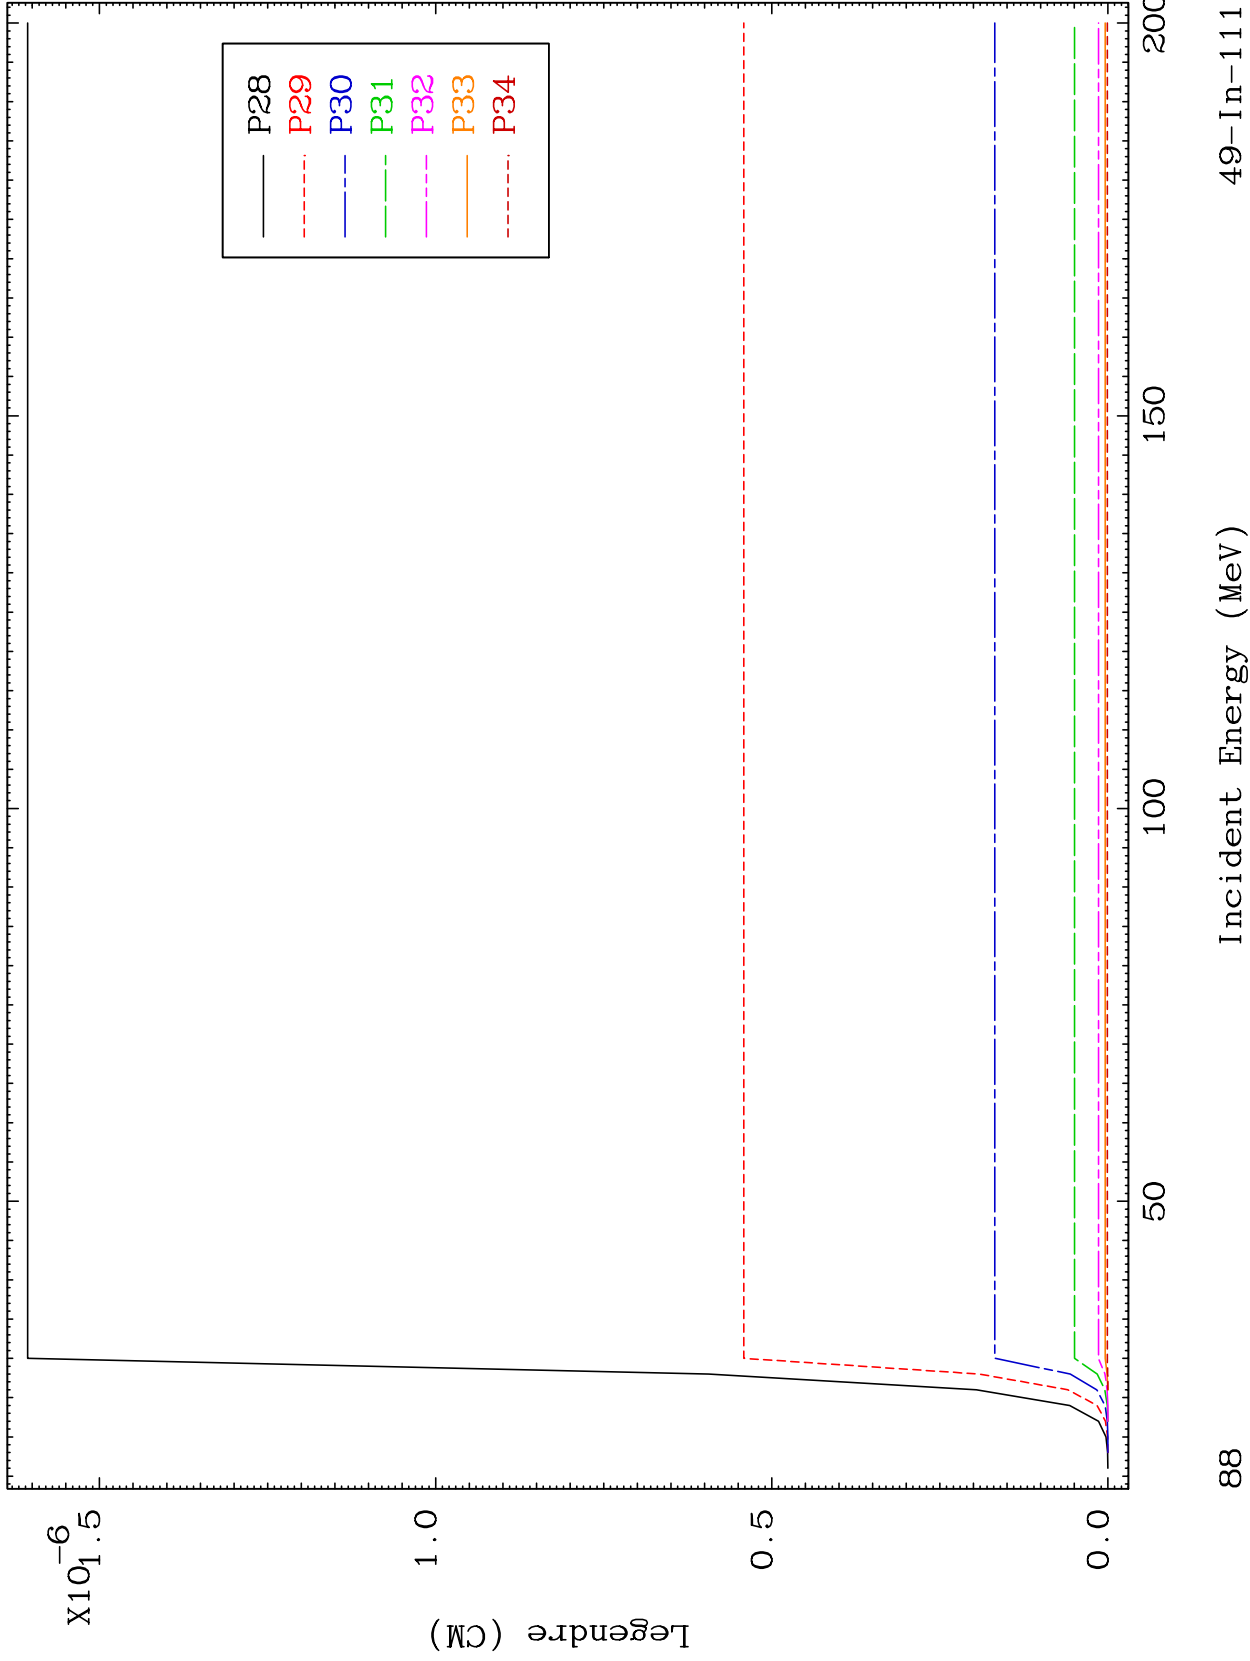 X10
-6
1.5
1.0
0.5
0.0
Legendre (CM)
P28
P29
P30
P31
P32
P33
P34
50
100
150
200
Incident Energy (MeV)
88
49-In-111